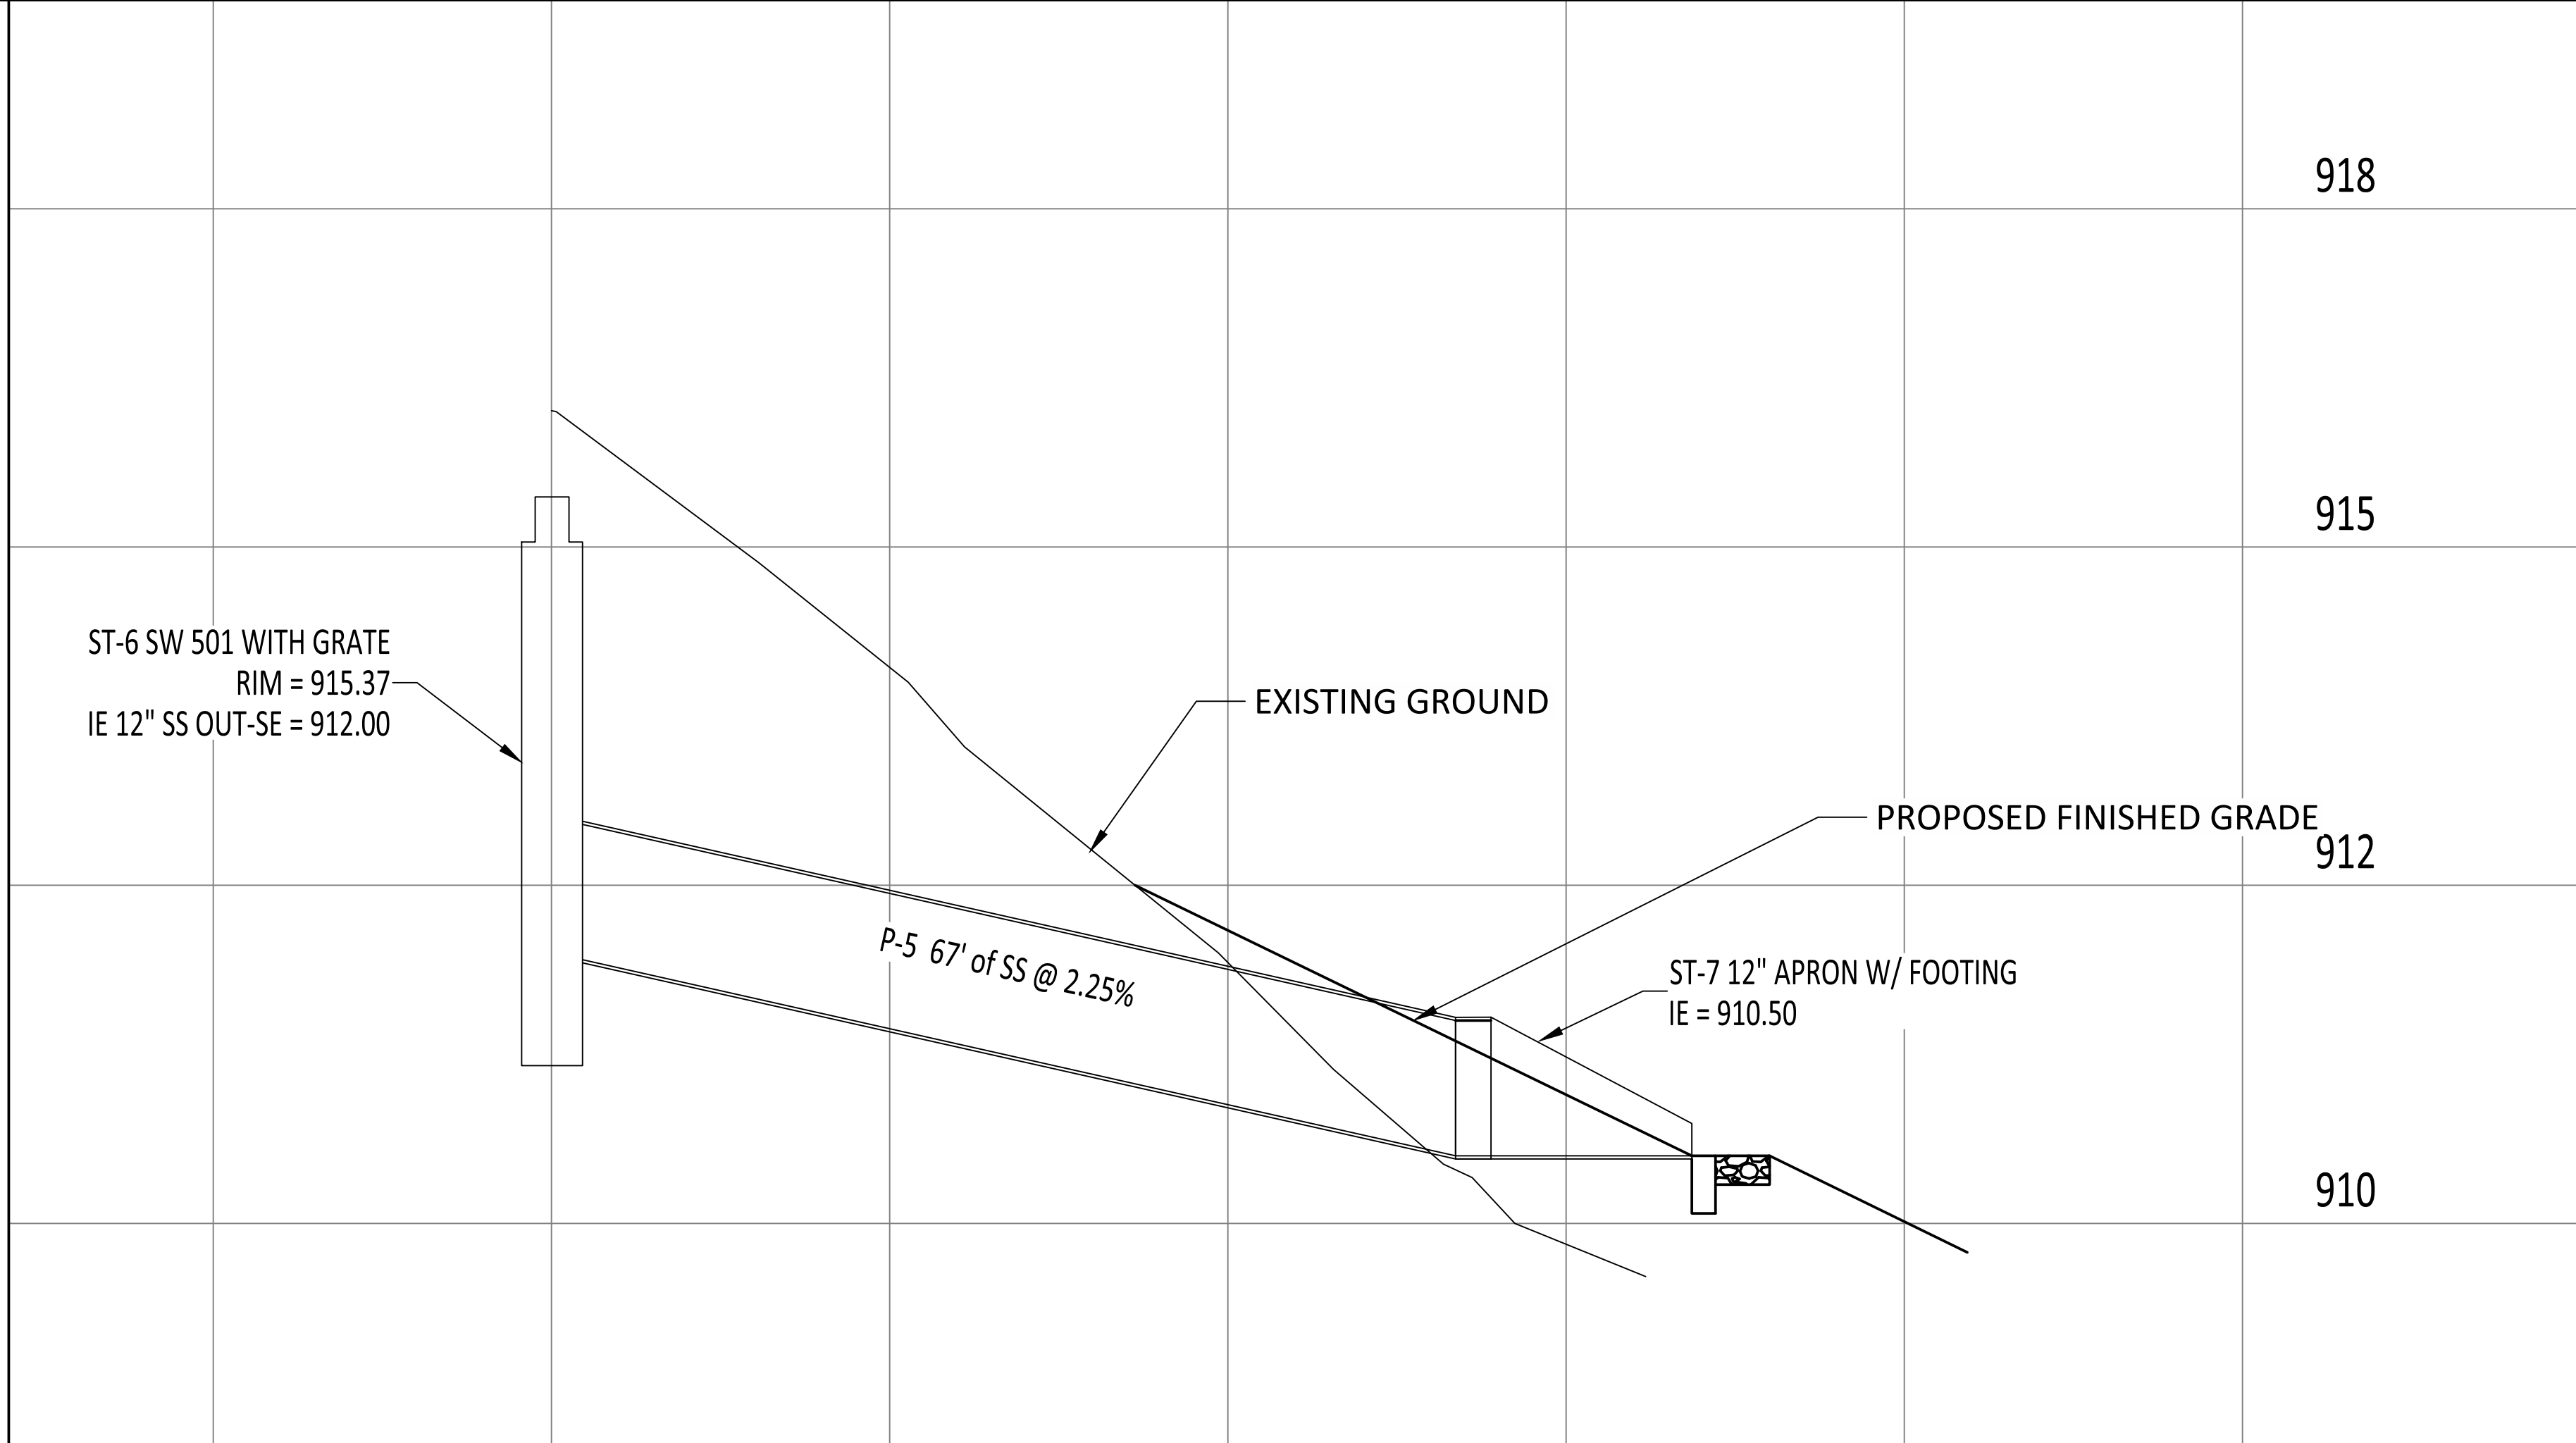 918
915
ST-6 SW 501 WITH GRATE
RIM = 915.37
IE 12" SS OUT-SE = 912.00
EXISTING GROUND
PROPOSED FINISHED GRADE
912
P-5 67' of SS @ 2.25%
ST-7 12" APRON W/ FOOTING
IE = 910.50
910